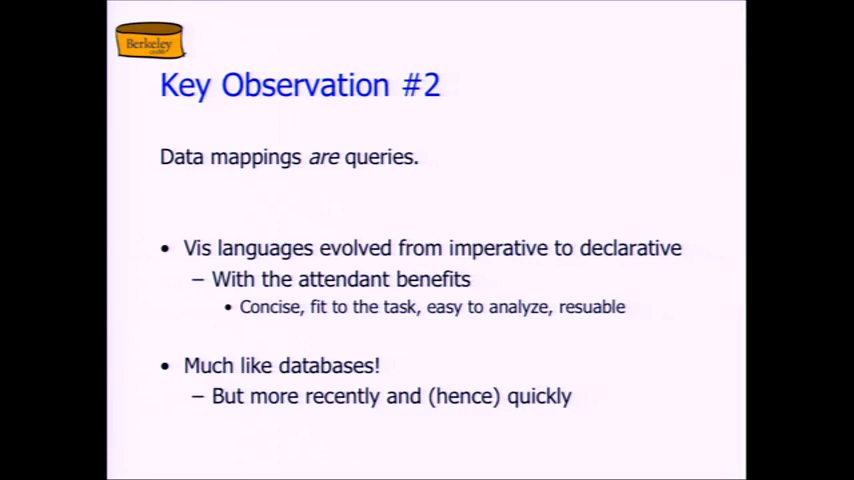 Berkeley
Key Observation #2
Data mappings are queries.
• Vis languages evolved from imperative to declarative
– With the attendant benefits
• Concise, fit to the task, easy to analyze, resuable
• Much like databases!
– But more recently and (hence) quickly